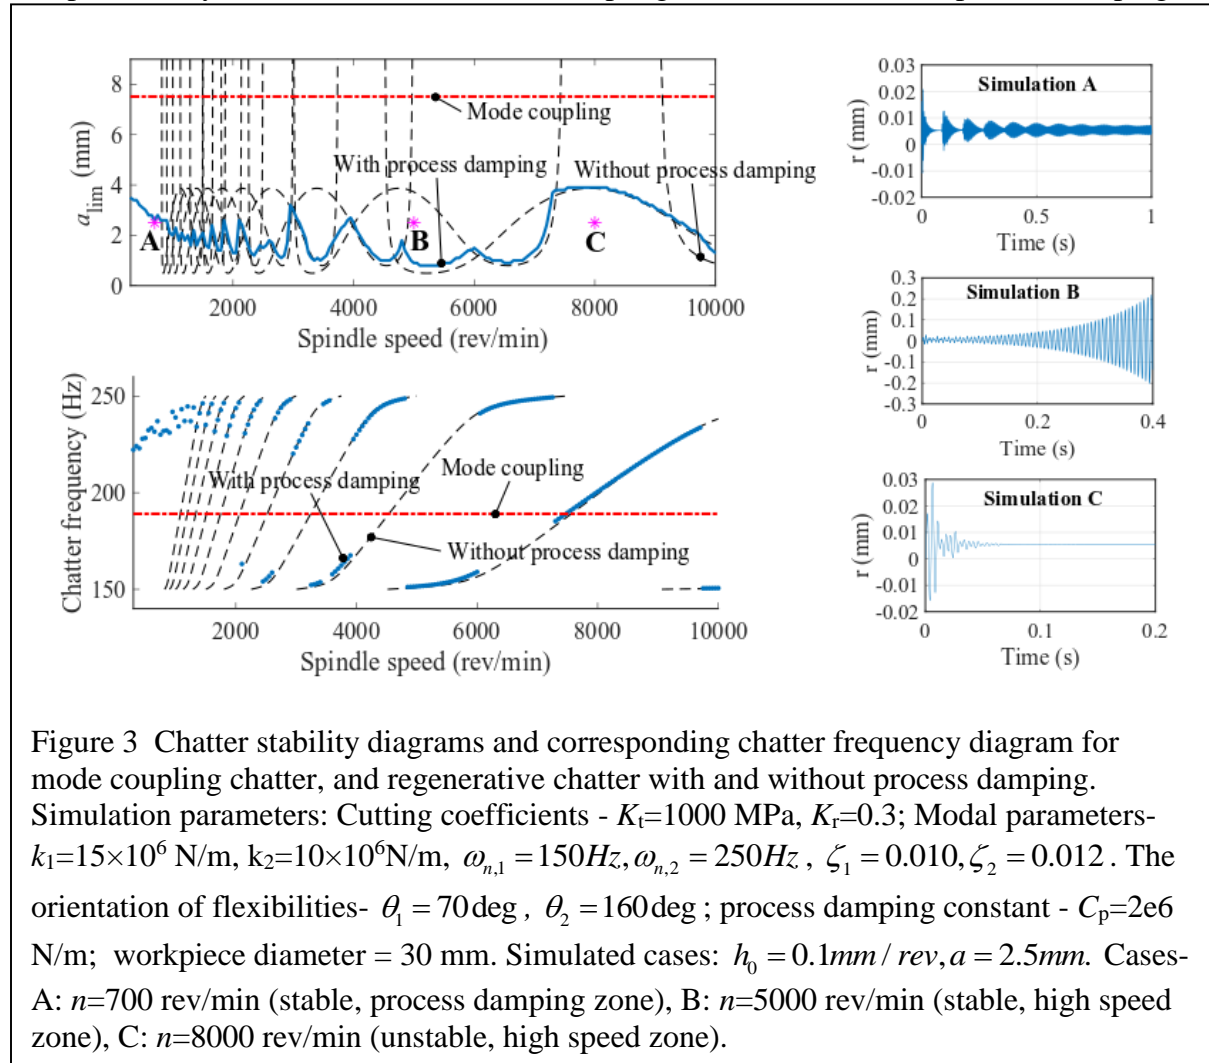 8
6
4
2
0
a_lim (mm)
Mode coupling
With process damping
Without process damping
A
B
C
2000 4000 6000 8000 10000
Spindle speed (rev/min)
250
200
150
Chatter frequency (Hz)
With process damping
Mode coupling
Without process damping
2000 4000 6000 8000 10000
Spindle speed (rev/min)
0.03
0.02
0.01
0
-0.01
-0.02
r (mm)
Simulation A
0 0.5 1
Time (s)
0.3
0.2
0.1
0
-0.1
-0.2
-0.3
r (mm)
Simulation B
0 0.2 0.4
Time (s)
0.03
0.02
0.01
0
-0.01
-0.02
r (mm)
Simulation C
0 0.1 0.2
Time (s)
Figure 3 Chatter stability diagrams and corresponding chatter frequency diagram for
mode coupling chatter, and regenerative chatter with and without process damping.
Simulation parameters: Cutting coefficients - Kt=1000 MPa, Kr=0.3; Modal parameters-
k1=15×10⁶ N/m, k2=10×10⁶N/m, ω_n,1 = 150Hz, ω_n,2 = 250Hz , ζ1 = 0.010, ζ2 = 0.012 . The
orientation of flexibilities- θ1 = 70 deg , θ2 = 160 deg ; process damping constant - Cp=2e6
N/m; workpiece diameter = 30 mm. Simulated cases: h0 = 0.1mm / rev, a = 2.5mm. Cases-
A: n=700 rev/min (stable, process damping zone), B: n=5000 rev/min (stable, high speed
zone), C: n=8000 rev/min (unstable, high speed zone).